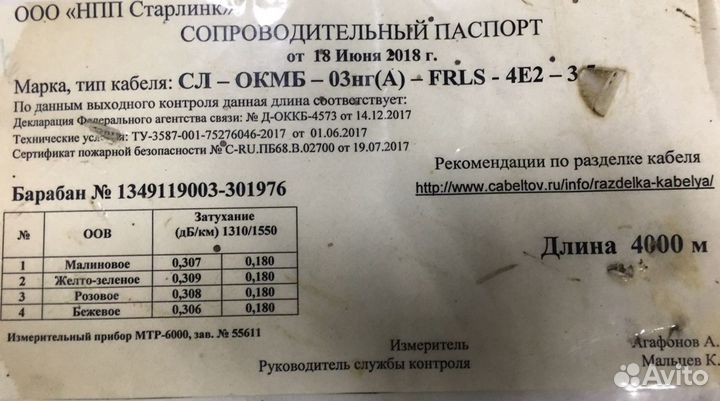 ООО «НПП Старлинк»
СОПРОВОДИТЕЛЬНЫЙ ПАСПОРТ
от 18 Июня 2018 г.
Марка, тип кабеля: СЛ – ОКМБ – 03нг(А) – FRLS - 4Е2 –
По данным выходного контроля данная длина соответствует:
Декларация Федерального агентства связи: № Д-ОККБ-4573 от 14.12.2017
Технические условия: ТУ-3587-001-75276046-2017 от 01.06.2017
Сертификат пожарной безопасности № C-RU.ПБ68.В.02700 от 19.07.2017
Рекомендации по разделке кабеля
http://www.cabeltov.ru/info/razdelka-kabelya/
Барабан № 1349119003-301976
Длина 4000 м
№ ООВ Затухание (дБ/км) 1310/1550
1 Малиновое 0,307 0,180
2 Желто-зеленое 0,309 0,180
3 Розовое 0,308 0,180
4 Бежевое 0,306 0,180
Измерительный прибор МТР-6000, зав. № 55611
Измеритель Агафонов А.
Руководитель службы контроля Мальцев К.
Avito